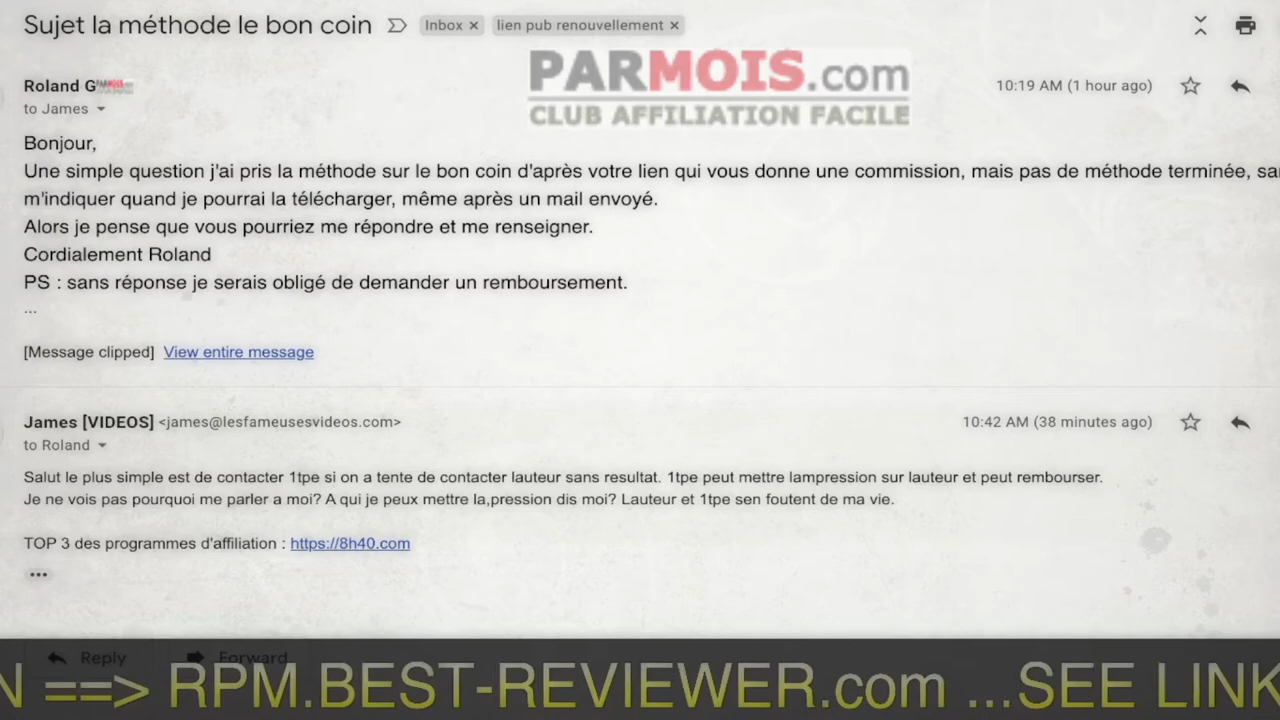 Sujet la méthode le bon coin Inbox × lien pub renouvellement ×
PARMOIS.com
CLUB AFFILIATION FACILE
Roland G 10:19 AM (1 hour ago)
to James
Bonjour,
Une simple question j'ai pris la méthode sur le bon coin d'après votre lien qui vous donne une commission, mais pas de méthode terminée,
m'indiquer quand je pourrai la télécharger, même après un mail envoyé.
Alors je pense que vous pourriez me répondre et me renseigner.
Cordialement Roland
PS : sans réponse je serais obligé de demander un remboursement.
...
[Message clipped] View entire message
James [VIDEOS] <james@lesfameusesvideos.com> 10:42 AM (38 minutes ago)
to Roland
Salut le plus simple est de contacter 1tpe si on a tente de contacter lauteur sans resultat. 1tpe peut mettre lampression sur lauteur et peut rembourser.
Je ne vois pas pourquoi me parler a moi? A qui je peux mettre la,pression dis moi? Lauteur et 1tpe sen foutent de ma vie.
TOP 3 des programmes d'affiliation : https://8h40.com
•••
Reply Forward
N ==> RPM.BEST-REVIEWER.com ...SEE LINK